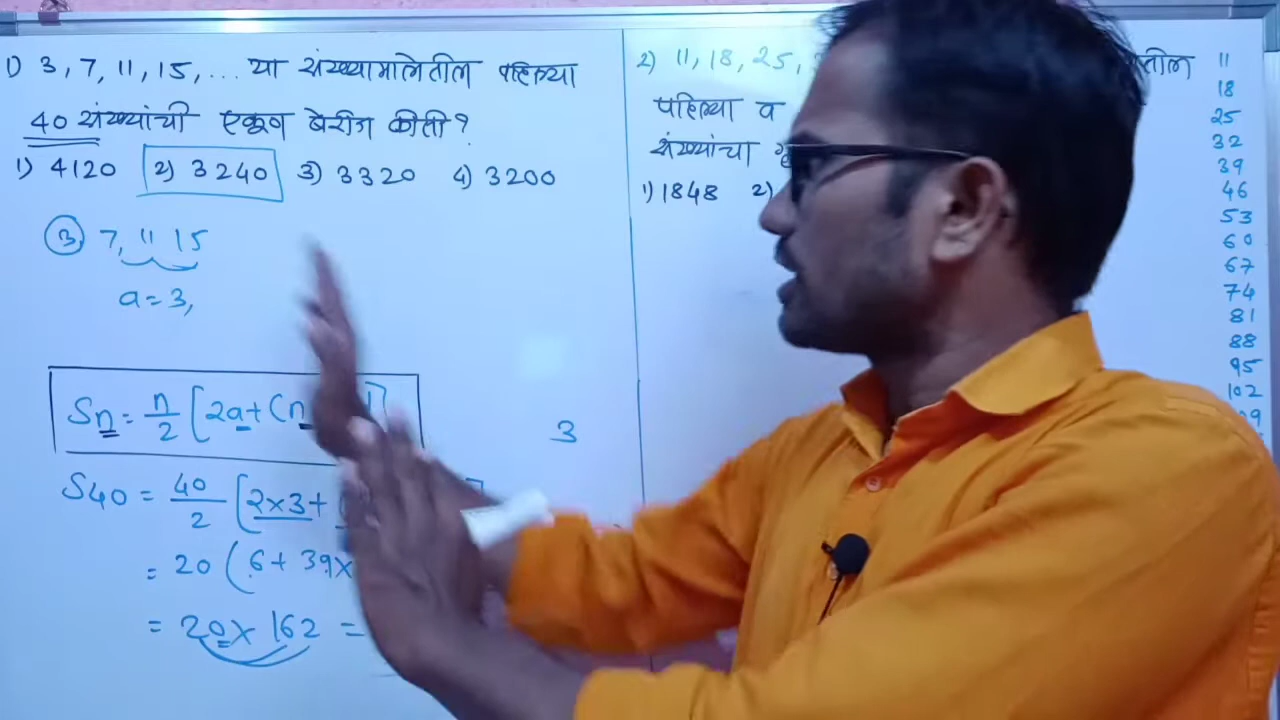 1) 3, 7, 11, 15, ... या संख्यामालेतील पहिल्या
40 संख्यांची एकूण बेरीज कीती?
1) 4120 2) 3240 3) 3320 4) 3200
3, 7, 11 15
a = 3,
Sn = n/2 [2a + (n
3
S40 = 40/2 [2×3 +
= 20 (6 + 39×
= 20 × 162 =
2) 11, 18, 25,
पहिल्या व
संख्यांचा
1) 1848 2)
11
18
25
32
39
46
53
60
67
74
81
88
95
102